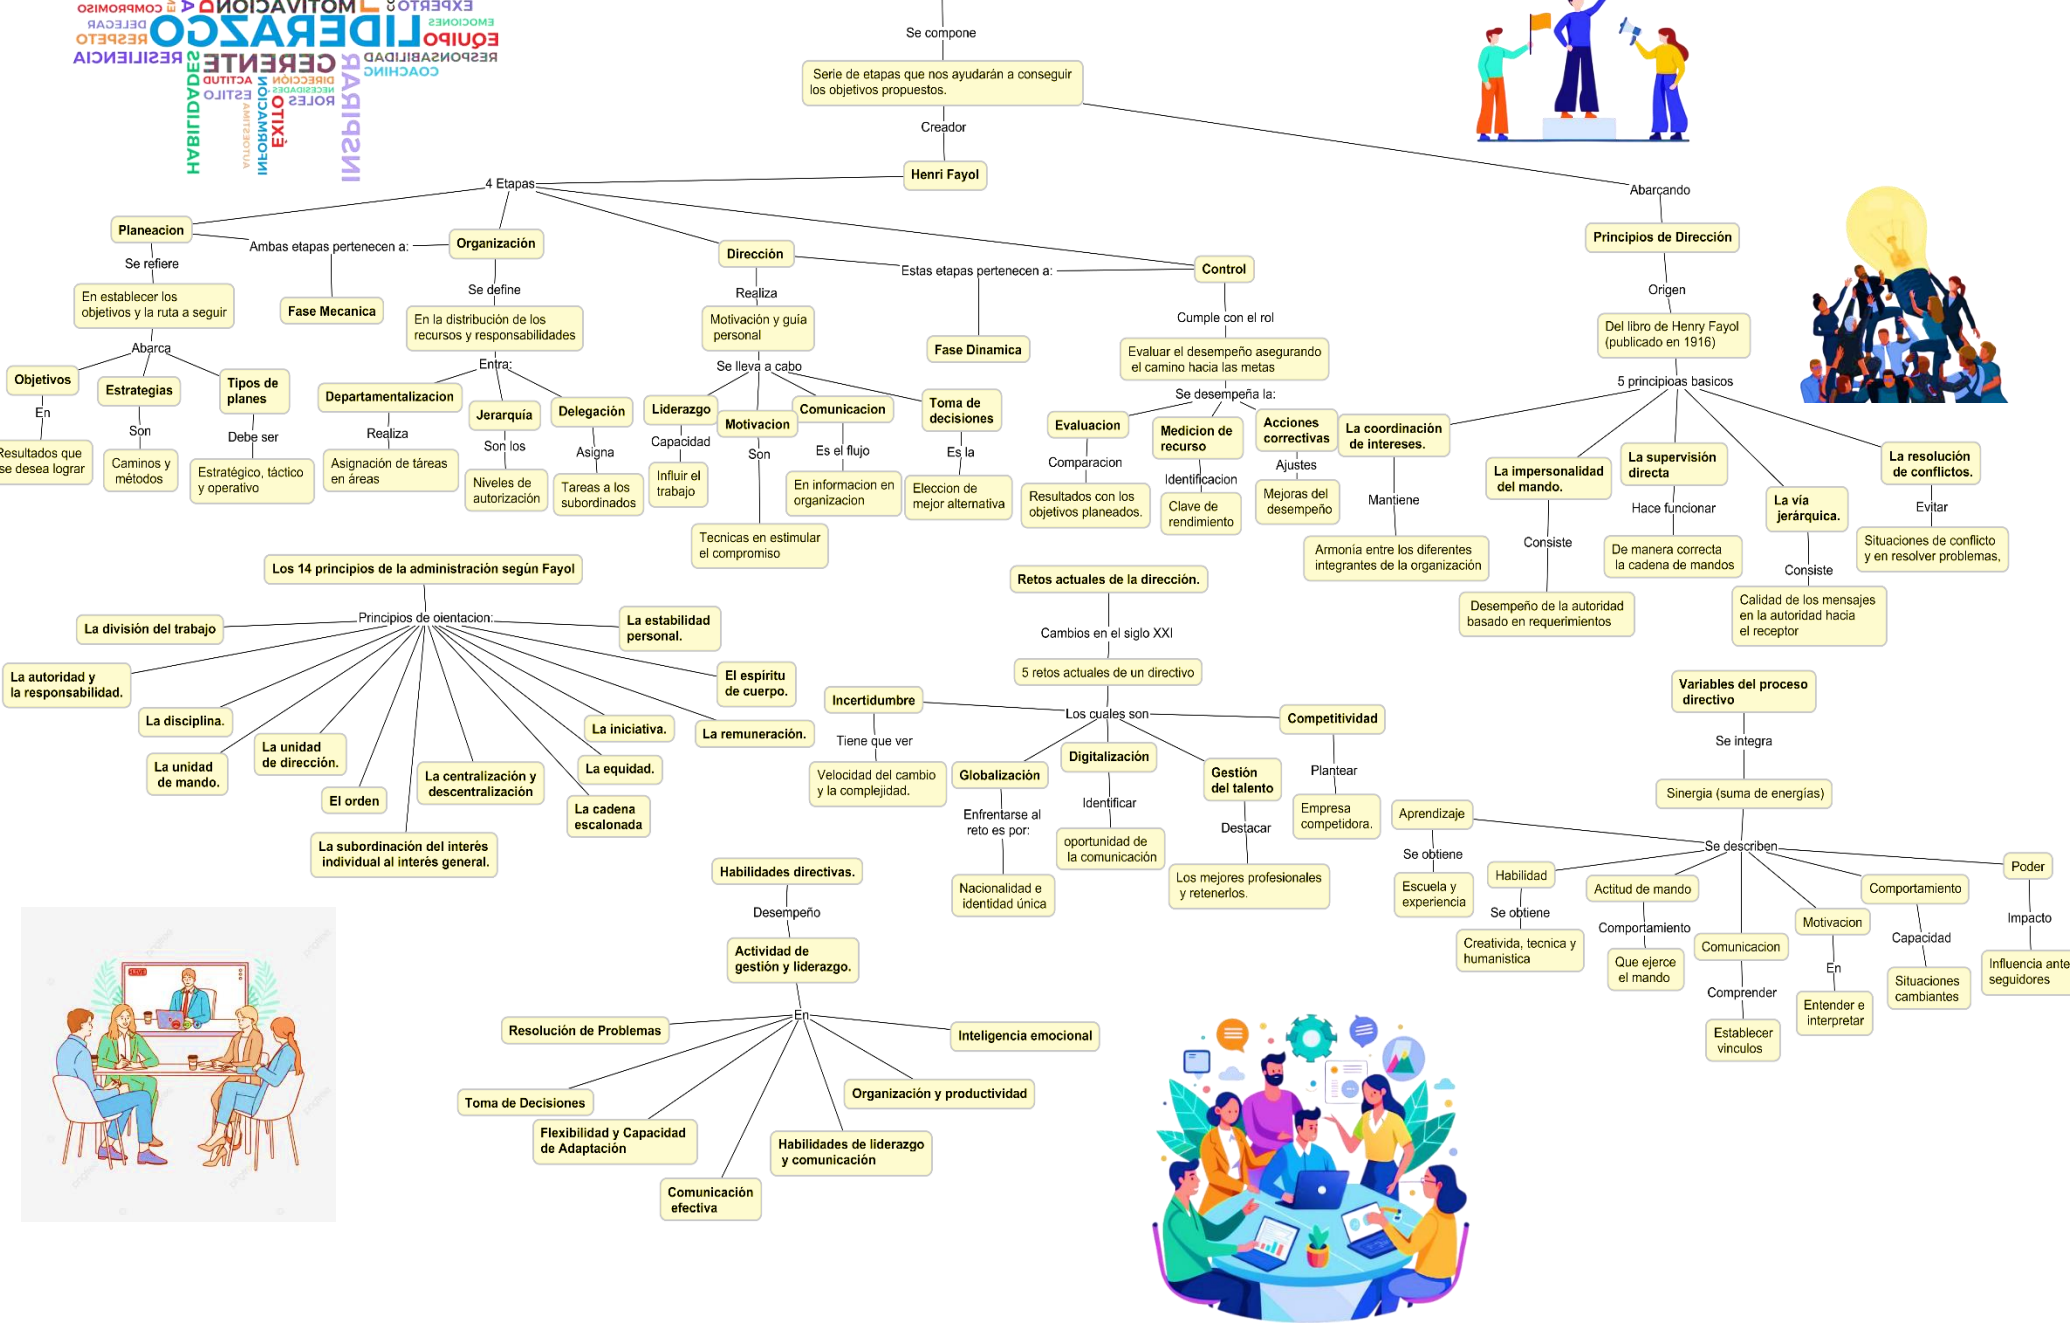 COMPROMISO
MOTIVACIÓN
EXPERTO
DELEGAR
LIDERAZGO
EMOCIONES
RESPETO
EQUIPO
RESILIENCIA
GERENTE
RESPONSABILIDAD
COACHING
HABILIDADES
ACTITUD
DIRECCIÓN
NECESIDADES
ESTILO
ROLES
AUTOESTIMA
INFORMACIÓN
ÉXITO
INSPIRAR
Se compone
Serie de etapas que nos ayudarán a conseguir
los objetivos propuestos.
Creador
Henri Fayol
4 Etapas
Abarcando
Planeacion
Ambas etapas pertenecen a:
Organización
Dirección
Estas etapas pertenecen a:
Control
Fase Mecanica
Fase Dinamica
Se refiere
En establecer los
objetivos y la ruta a seguir
Abarca
Objetivos
En
Resultados que
se desea lograr
Estrategias
Son
Caminos y
métodos
Tipos de
planes
Debe ser
Estratégico, táctico
y operativo
Se define
En la distribución de los
recursos y responsabilidades
Entra:
Departamentalizacion
Realiza
Asignación de táreas
en áreas
Jerarquía
Son los
Niveles de
autorización
Delegación
Asigna
Tareas a los
subordinados
Realiza
Motivación y guía
personal
Se lleva a cabo
Liderazgo
Capacidad
Influir el
trabajo
Motivacion
Son
Tecnicas en estimular
el compromiso
Comunicacion
Es el flujo
En informacion en
organizacion
Toma de
decisiones
Es la
Eleccion de
mejor alternativa
Cumple con el rol
Evaluar el desempeño asegurando
el camino hacia las metas
Se desempeña la:
Evaluacion
Comparacion
Resultados con los
objetivos planeados.
Medicion de
recurso
Identificacion
Clave de
rendimiento
Acciones
correctivas
Ajustes
Mejoras del
desempeño
Principios de Dirección
Origen
Del libro de Henry Fayol
(publicado en 1916)
5 principioas basicos
La coordinación
de intereses.
Mantiene
Armonía entre los diferentes
integrantes de la organización
La impersonalidad
del mando.
Consiste
Desempeño de la autoridad
basado en requerimientos
La supervisión
directa
Hace funcionar
De manera correcta
la cadena de mandos
La vía
jerárquica.
Consiste
Calidad de los mensajes
en la autoridad hacia
el receptor
La resolución
de conflictos.
Evitar
Situaciones de conflicto
y en resolver problemas,
Los 14 principios de la administración según Fayol
Principios de oientacion:
La división del trabajo
La autoridad y
la responsabilidad.
La disciplina.
La unidad
de mando.
La unidad
de dirección.
El orden
La subordinación del interés
individual al interés general.
La centralización y
descentralización
La cadena
escalonada
La equidad.
La iniciativa.
La remuneración.
El espíritu
de cuerpo.
La estabilidad
personal.
Retos actuales de la dirección.
Cambios en el siglo XXI
5 retos actuales de un directivo
Los cuales son
Incertidumbre
Tiene que ver
Velocidad del cambio
y la complejidad.
Globalización
Enfrentarse al
reto es por:
Nacionalidad e
identidad única
Digitalización
Identificar
oportunidad de
la comunicación
Gestión
del talento
Destacar
Los mejores profesionales
y retenerlos.
Competitividad
Plantear
Empresa
competidora.
Variables del proceso
directivo
Se integra
Sinergia (suma de energías)
Se describen
Aprendizaje
Se obtiene
Escuela y
experiencia
Habilidad
Se obtiene
Creativida, tecnica y
humanistica
Actitud de mando
Comportamiento
Que ejerce
el mando
Comunicacion
Comprender
Establecer
vinculos
Motivacion
En
Entender e
interpretar
Comportamiento
Capacidad
Situaciones
cambiantes
Poder
Impacto
Influencia ante
seguidores
Habilidades directivas.
Desempeño
Actividad de
gestión y liderazgo.
En
Resolución de Problemas
Toma de Decisiones
Flexibilidad y Capacidad
de Adaptación
Comunicación
efectiva
Habilidades de liderazgo
y comunicación
Organización y productividad
Inteligencia emocional
LIVE
pngtree